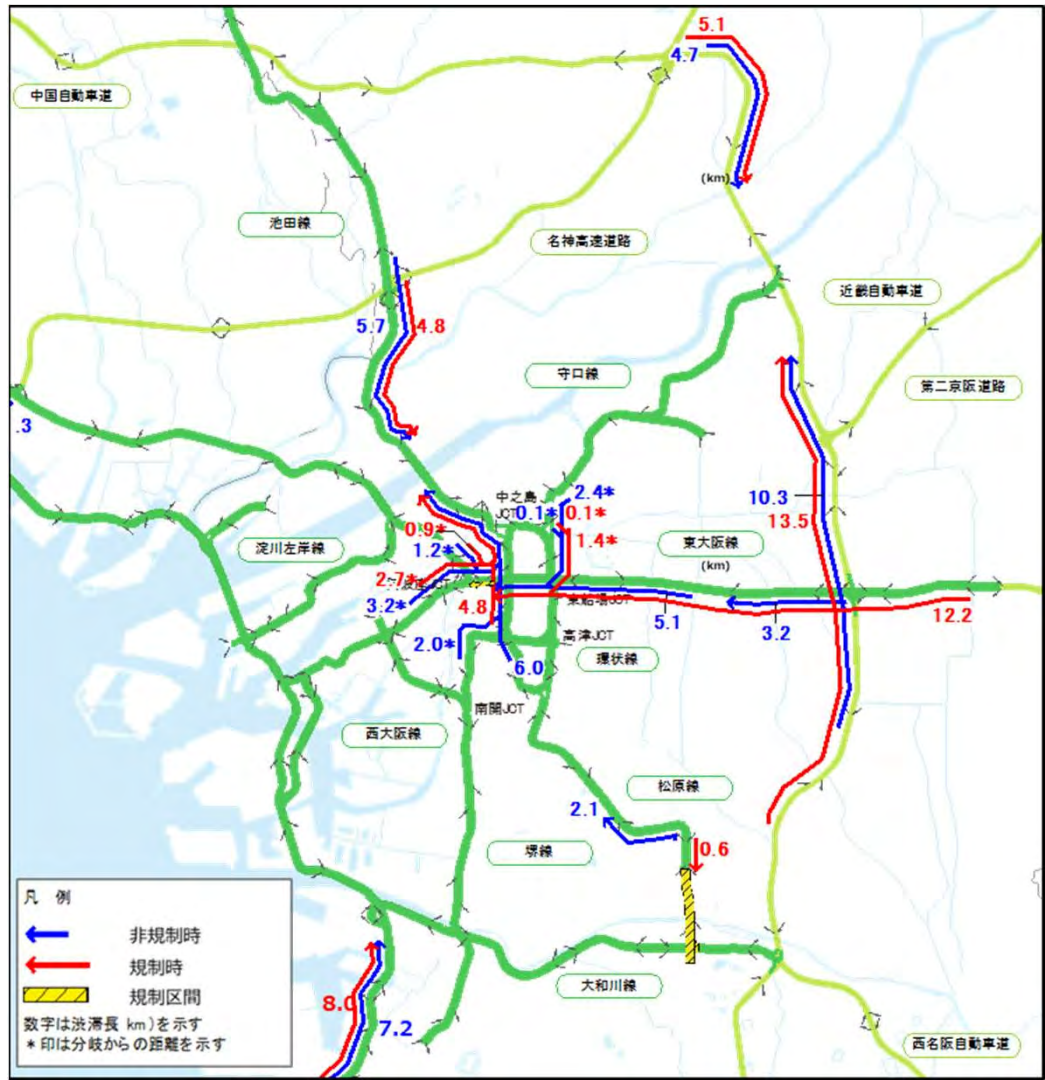 5.1
4.7
中国自動車道
(km)
池田線
名神高速道路
近畿自動車道
5.7
4.8
守口線
第二京阪道路
.3
中之島
JCT
2.4*
0.1*
0.1*
10.3
13.5
淀川左岸線
0.9*
1.2*
1.4*
東大阪線
(km)
2.7*
3.2*
4.8
東船場JCT
5.1
3.2
12.2
2.0*
6.0
高津JCT
環状線
南開JCT
西大阪線
松原線
2.1
0.6
堺線
凡 例
非規制時
規制時
規制区間
数字は渋滞長 km)を示す
* 印は分岐からの距離を示す
8.0
7.2
大和川線
西名阪自動車道